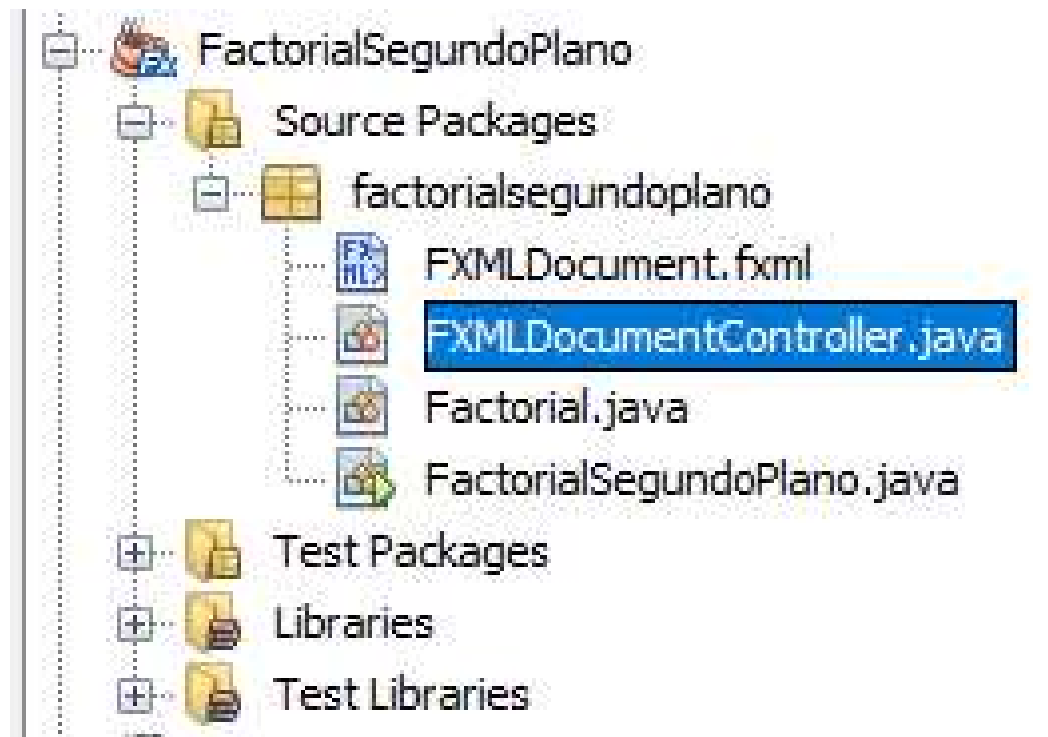 FactorialSegundoPlano
Source Packages
factorialsegundoplano
FXMLDocument.fxml
FXMLDocumentController.java
Factorial.java
FactorialSegundoPlano.java
Test Packages
Libraries
Test Libraries